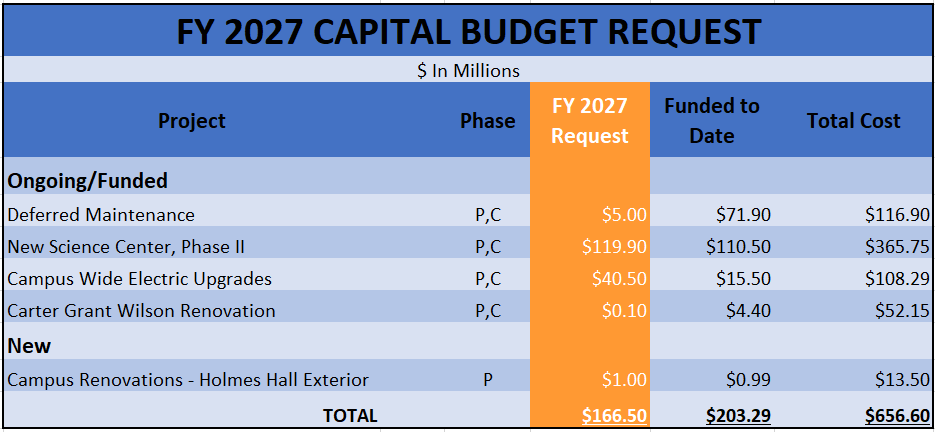 FY 2027 CAPITAL BUDGET REQUEST
$ In Millions
Project Phase FY 2027 Request Funded to Date Total Cost
Ongoing/Funded
Deferred Maintenance P,C $5.00 $71.90 $116.90
New Science Center, Phase II P,C $119.90 $110.50 $365.75
Campus Wide Electric Upgrades P,C $40.50 $15.50 $108.29
Carter Grant Wilson Renovation P,C $0.10 $4.40 $52.15
New
Campus Renovations - Holmes Hall Exterior P $1.00 $0.99 $13.50
TOTAL $166.50 $203.29 $656.60